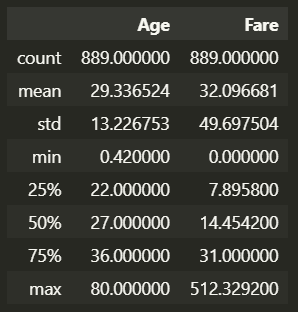 Age Fare
count 889.000000 889.000000
mean 29.336524 32.096681
std 13.226753 49.697504
min 0.420000 0.000000
25% 22.000000 7.895800
50% 27.000000 14.454200
75% 36.000000 31.000000
max 80.000000 512.329200